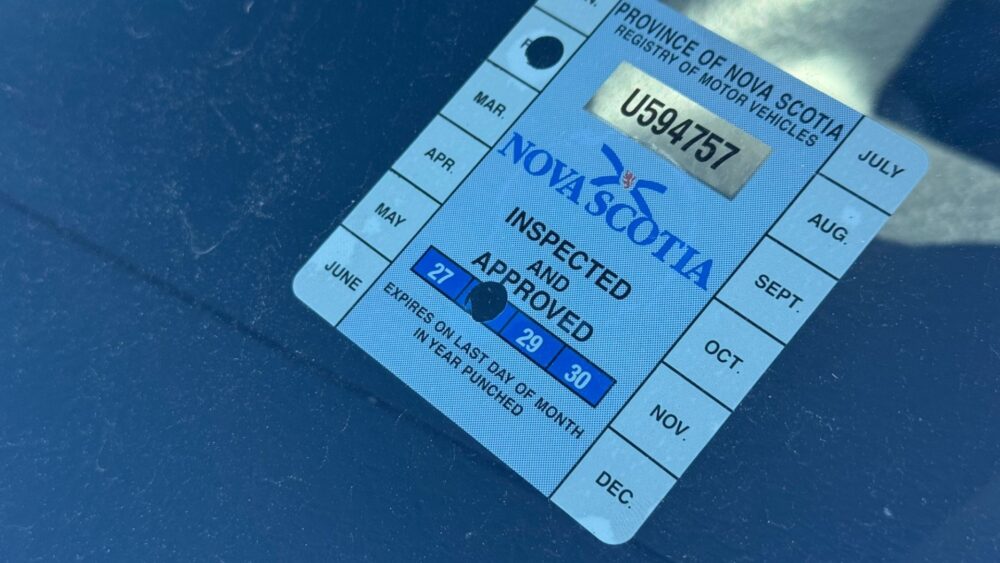 PROVINCE OF NOVA SCOTIA
REGISTRY OF MOTOR VEHICLES
U594757
NOVA SCOTIA
INSPECTED
AND
APPROVED
27 29 30
EXPIRES ON LAST DAY OF MONTH
IN YEAR PUNCHED
MAR.
APR.
MAY
JUNE
JULY
AUG.
SEPT.
OCT.
NOV.
DEC.